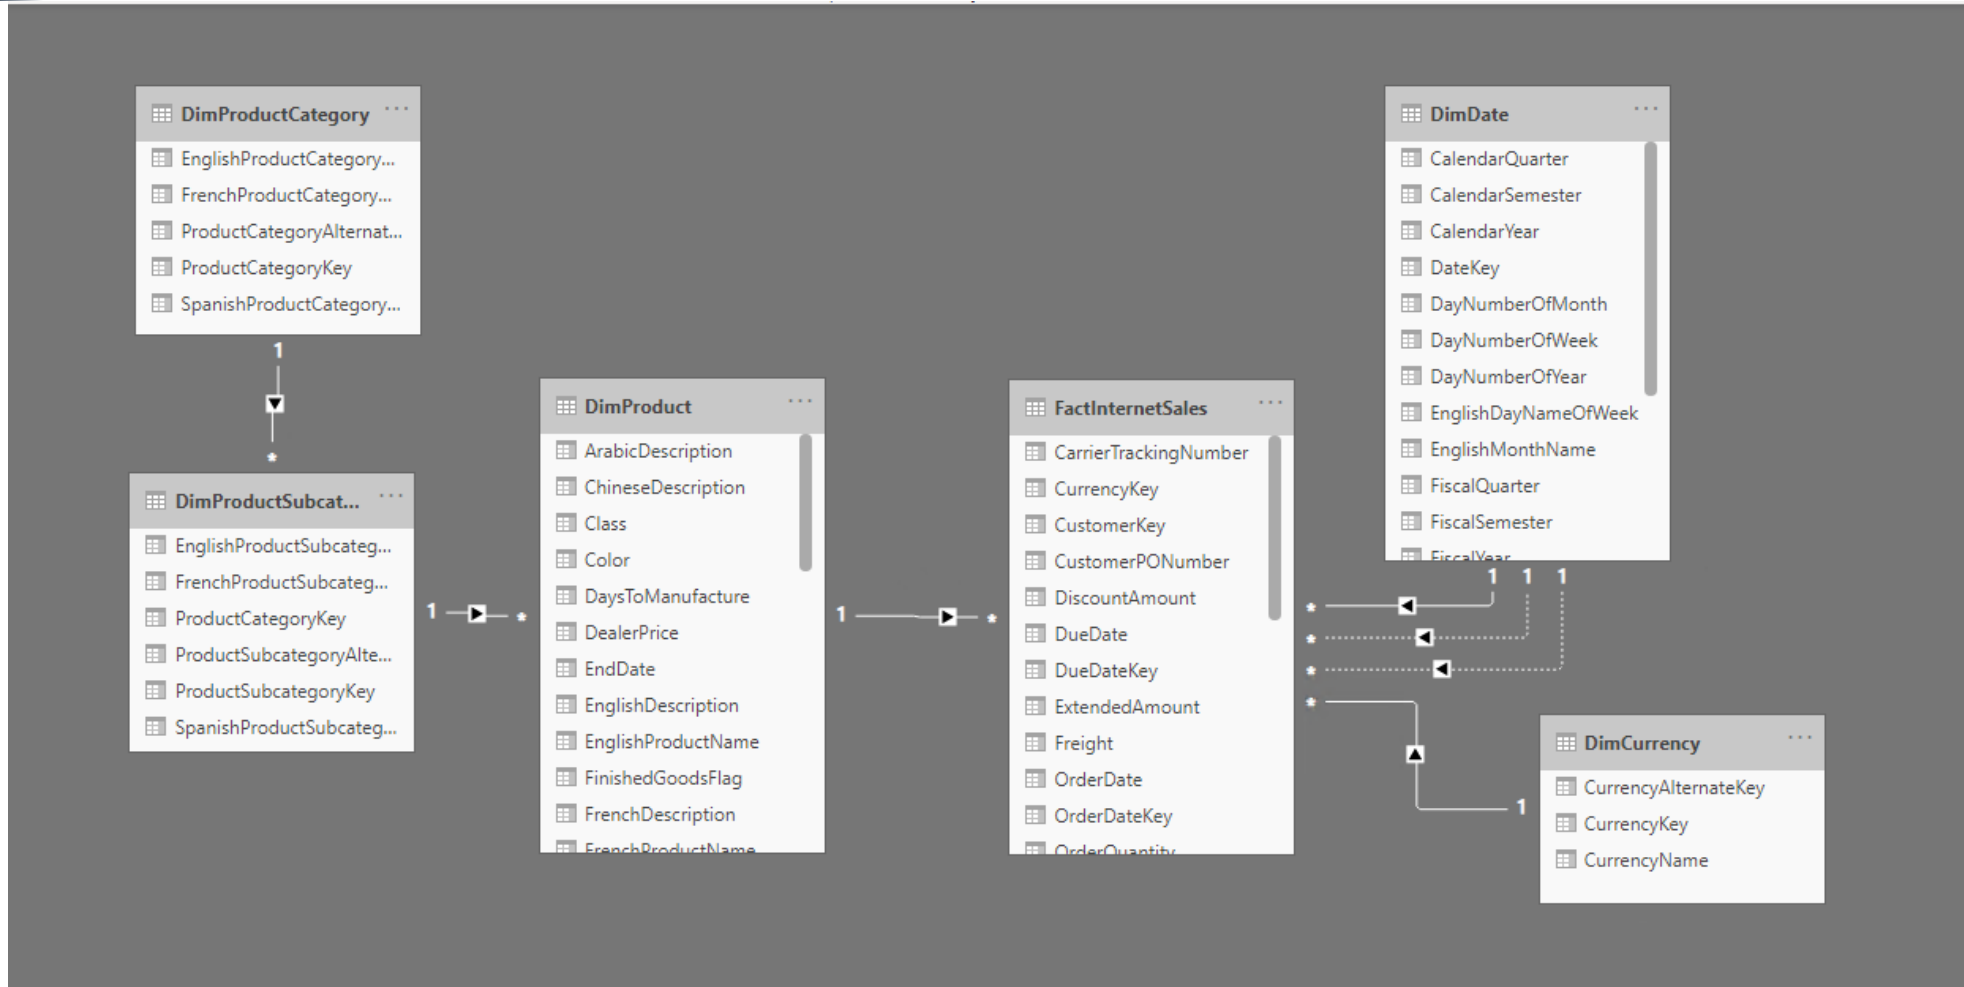 DimProductCategory ...
EnglishProductCategory...
FrenchProductCategory...
ProductCategoryAlternat...
ProductCategoryKey
SpanishProductCategory...
1
*
DimProductSubcat... ...
EnglishProductSubcateg...
FrenchProductSubcateg...
ProductCategoryKey
ProductSubcategoryAlte...
ProductSubcategoryKey
SpanishProductSubcateg...
1
*
DimProduct ...
ArabicDescription
ChineseDescription
Class
Color
DaysToManufacture
DealerPrice
EndDate
EnglishDescription
EnglishProductName
FinishedGoodsFlag
FrenchDescription
FrenchProductName
1
*
FactInternetSales ...
CarrierTrackingNumber
CurrencyKey
CustomerKey
CustomerPONumber
DiscountAmount
DueDate
DueDateKey
ExtendedAmount
Freight
OrderDate
OrderDateKey
OrderQuantity
DimDate ...
CalendarQuarter
CalendarSemester
CalendarYear
DateKey
DayNumberOfMonth
DayNumberOfWeek
DayNumberOfYear
EnglishDayNameOfWeek
EnglishMonthName
FiscalQuarter
FiscalSemester
FiscalYear
1 1 1
*
*
*
*
1
DimCurrency ...
CurrencyAlternateKey
CurrencyKey
CurrencyName